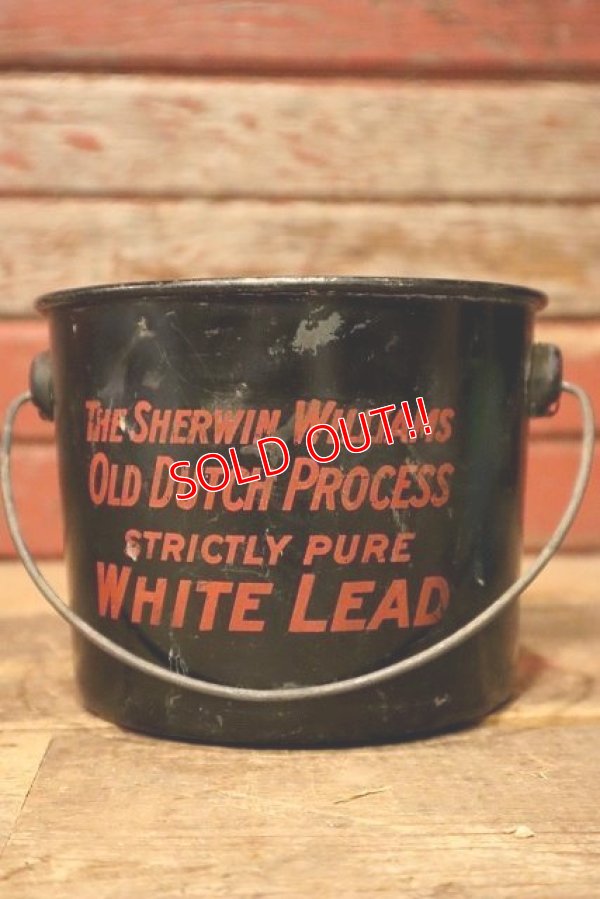 THE SHERWIN WILLIAMS
OLD DUTCH PROCESS
STRICTLY PURE
WHITE LEAD
SOLD OUT!!